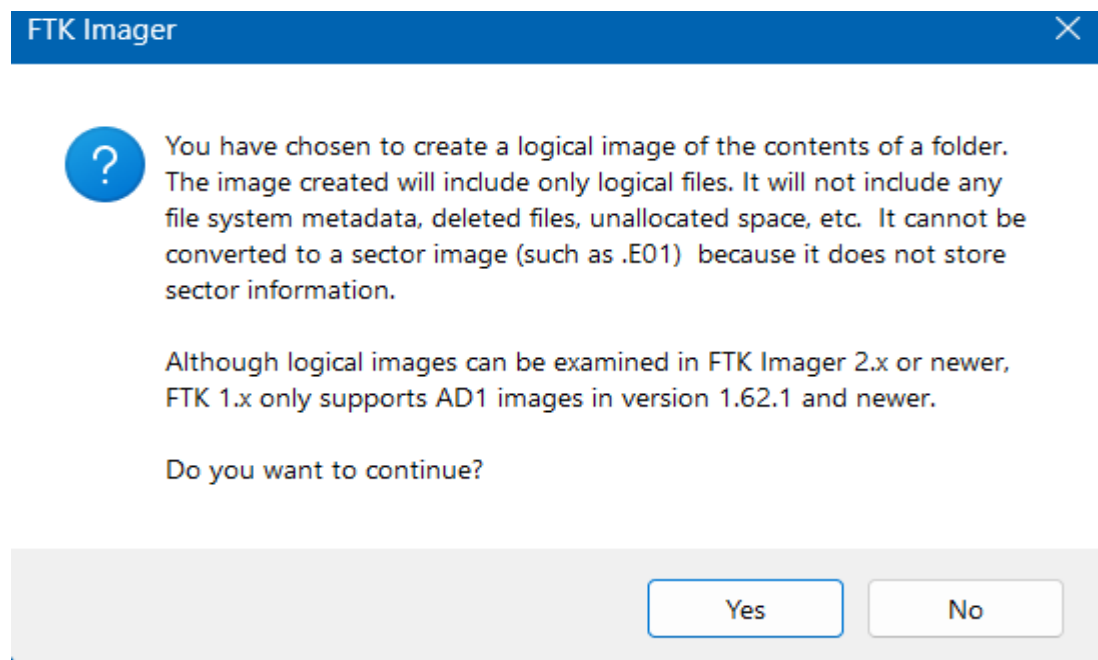 FTK Imager
You have chosen to create a logical image of the contents of a folder.
The image created will include only logical files. It will not include any
file system metadata, deleted files, unallocated space, etc.  It cannot be
converted to a sector image (such as .E01)  because it does not store
sector information.
Although logical images can be examined in FTK Imager 2.x or newer,
FTK 1.x only supports AD1 images in version 1.62.1 and newer.
Do you want to continue?
Yes
No